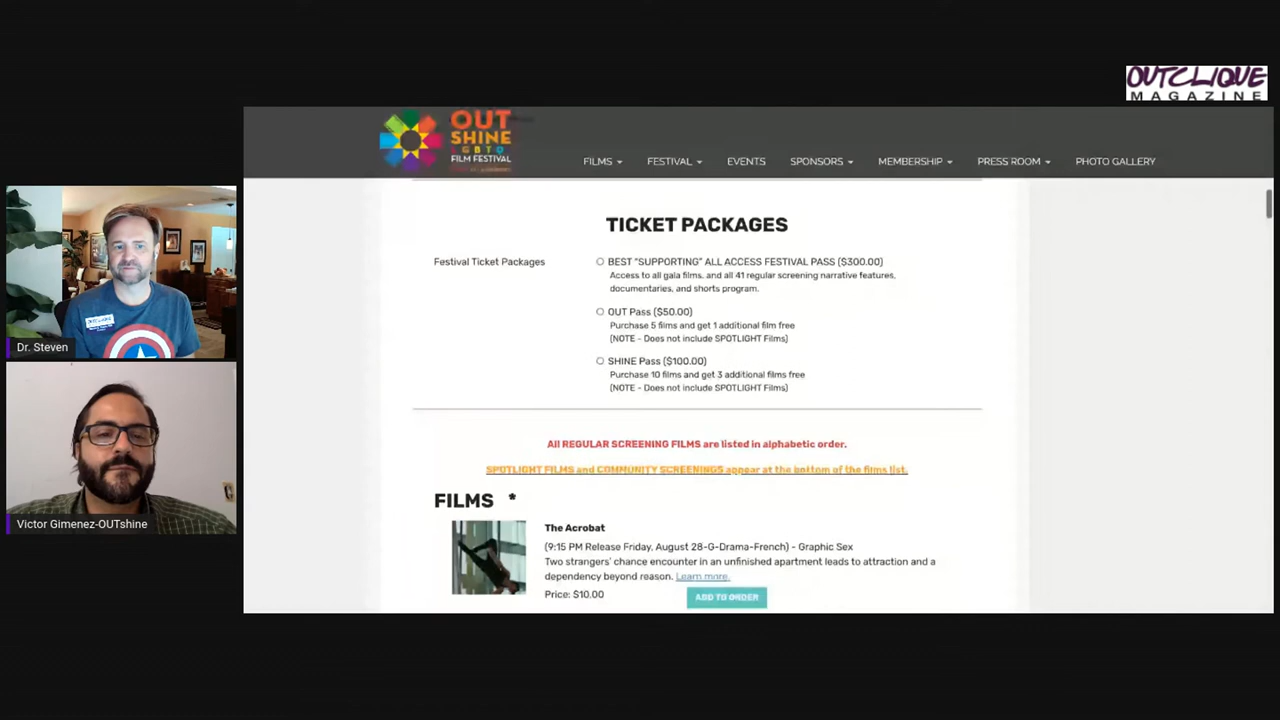 OUTCLIQUE
MAGAZINE
OUT
SHINE
LGBTQ
FILM FESTIVAL
FILMS
FESTIVAL
EVENTS
SPONSORS
MEMBERSHIP
PRESS ROOM
PHOTO GALLERY
TICKET PACKAGES
Festival Ticket Packages
BEST "SUPPORTING" ALL ACCESS FESTIVAL PASS ($300.00)
Access to all gala films, and all 41 regular screening narrative features,
documentaries, and shorts program.
OUT Pass ($50.00)
Purchase 5 films and get 1 additional film free
(NOTE - Does not include SPOTLIGHT Films)
SHINE Pass ($100.00)
Purchase 10 films and get 3 additional films free
(NOTE - Does not include SPOTLIGHT Films)
All REGULAR SCREENING FILMS are listed in alphabetic order.
SPOTLIGHT FILMS and COMMUNITY SCREENINGS appear at the bottom of the films list.
FILMS *
The Acrobat
(9:15 PM Release Friday, August 28-G-Drama-French) - Graphic Sex
Two strangers' chance encounter in an unfinished apartment leads to attraction and a
dependency beyond reason. Learn more.
Price: $10.00
ADD TO ORDER
Dr. Steven
Victor Gimenez-OUTshine